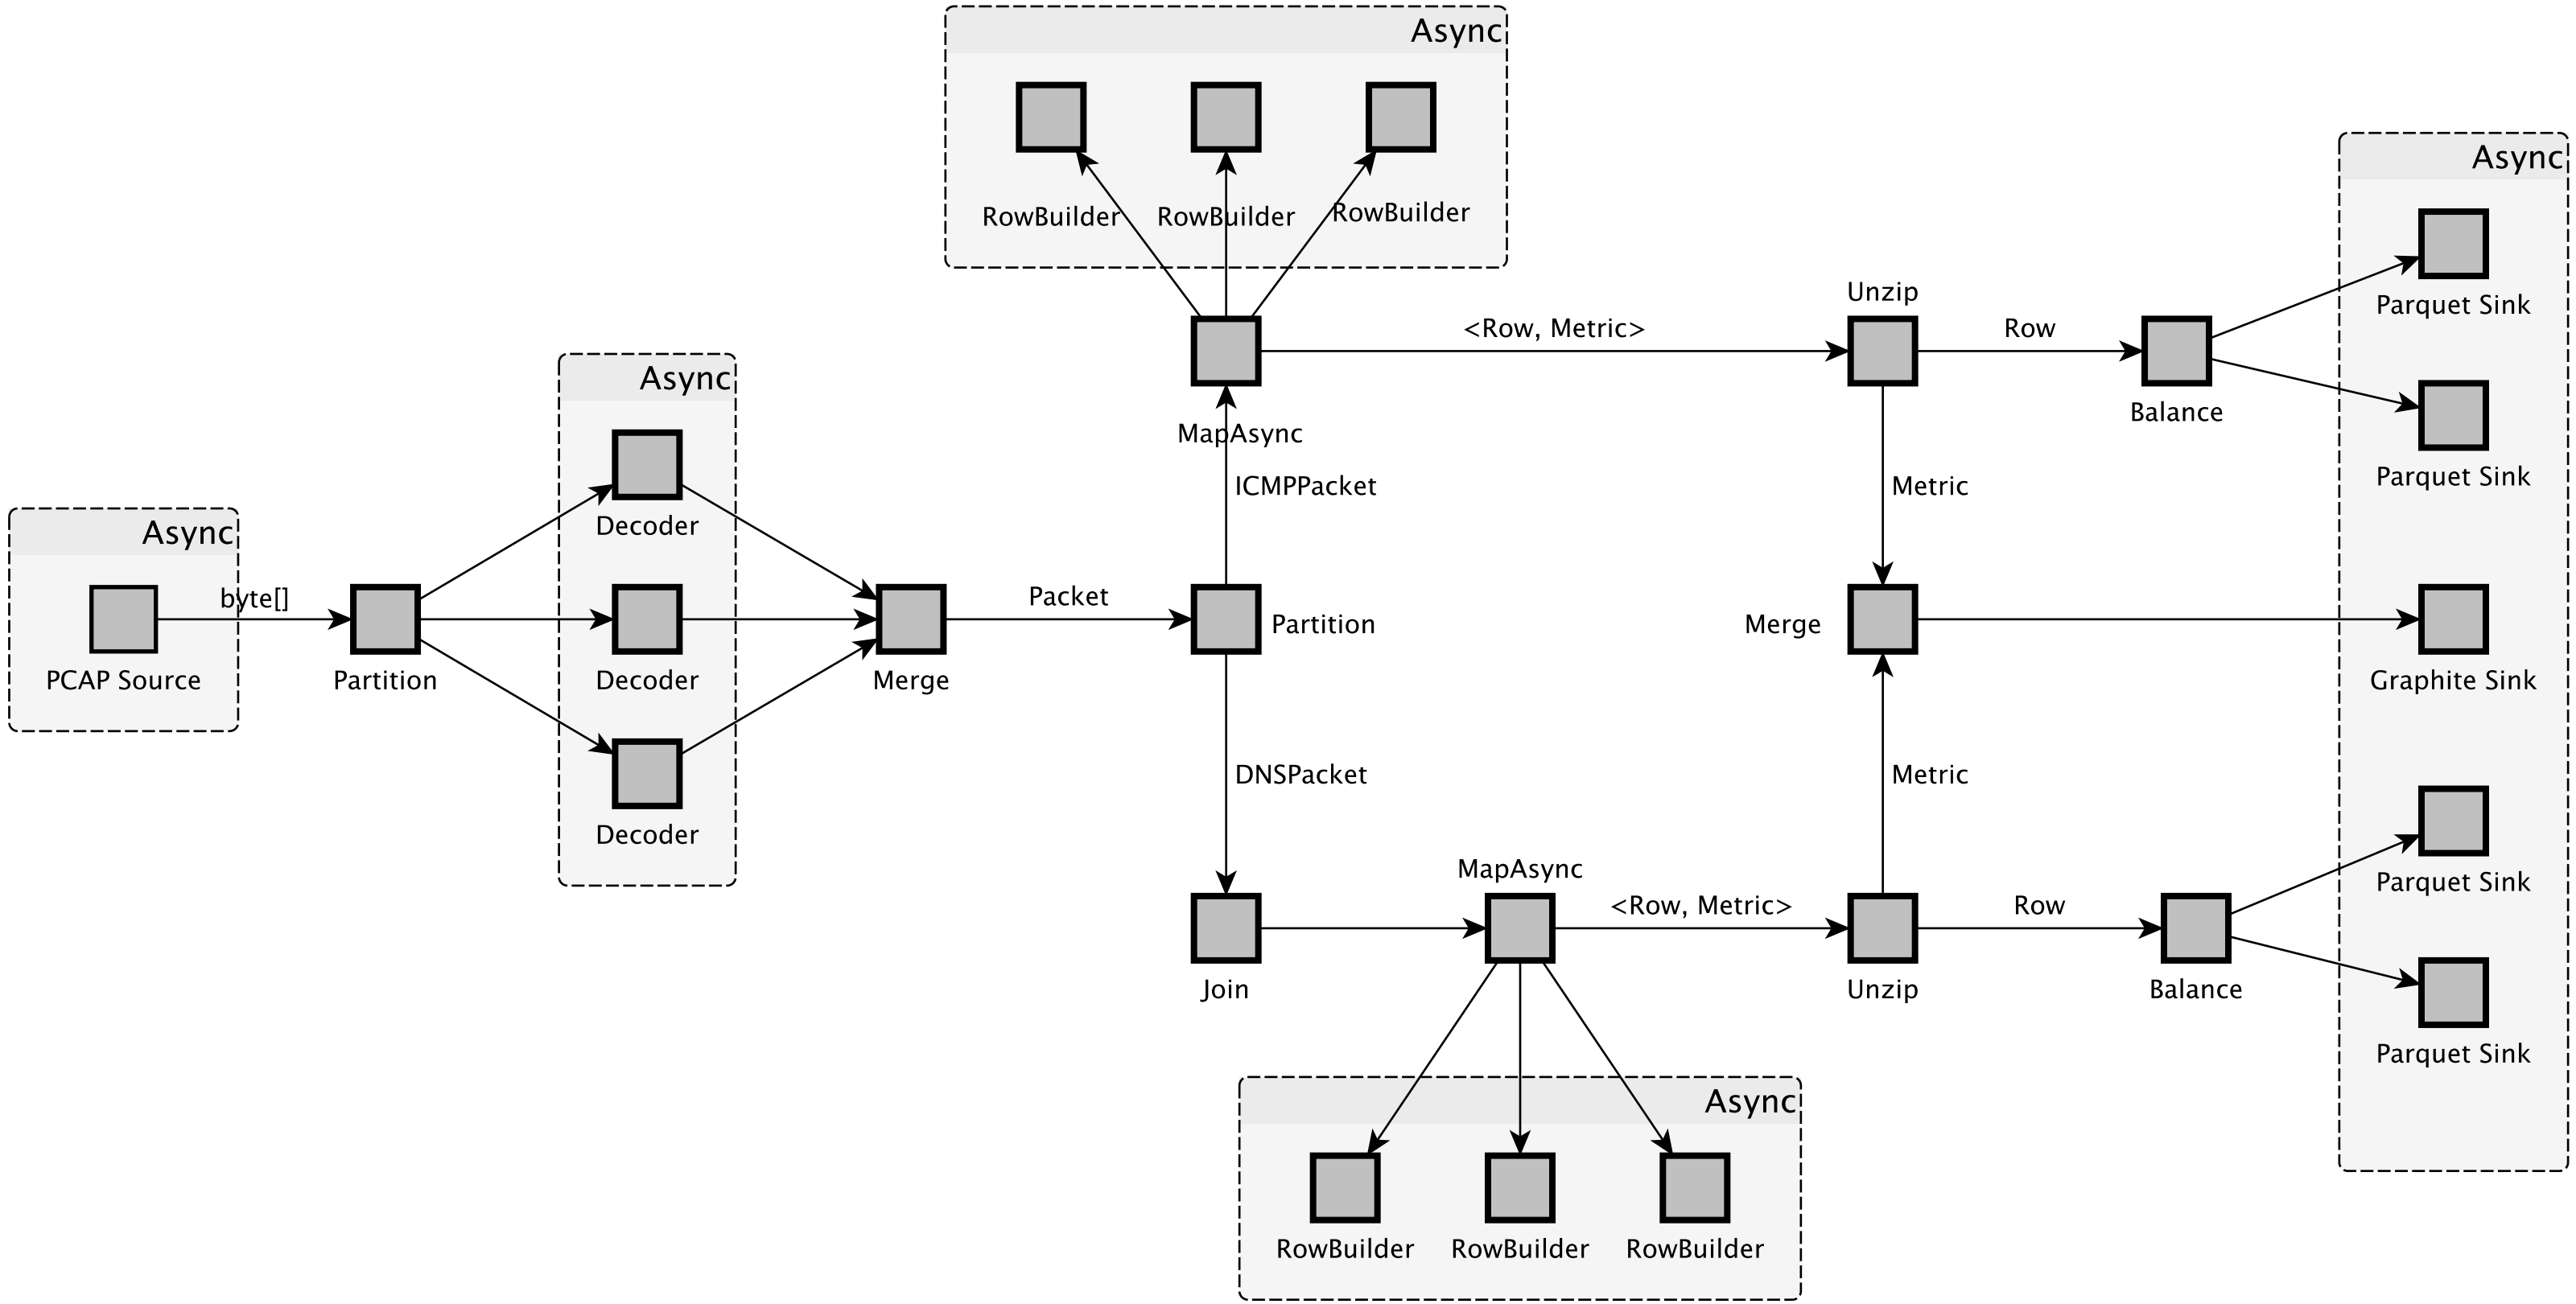 Async
RowBuilder
RowBuilder
RowBuilder
Async
Parquet Sink
Unzip
<Row, Metric>
Row
Async
Balance
MapAsync
Parquet Sink
ICMPPacket
Metric
Decoder
Async
byte[]
Packet
Partition
Merge
PCAP Source
Partition
Decoder
Merge
Graphite Sink
DNSPacket
Metric
Decoder
MapAsync
Parquet Sink
<Row, Metric>
Row
Join
Unzip
Balance
Parquet Sink
Async
RowBuilder
RowBuilder
RowBuilder